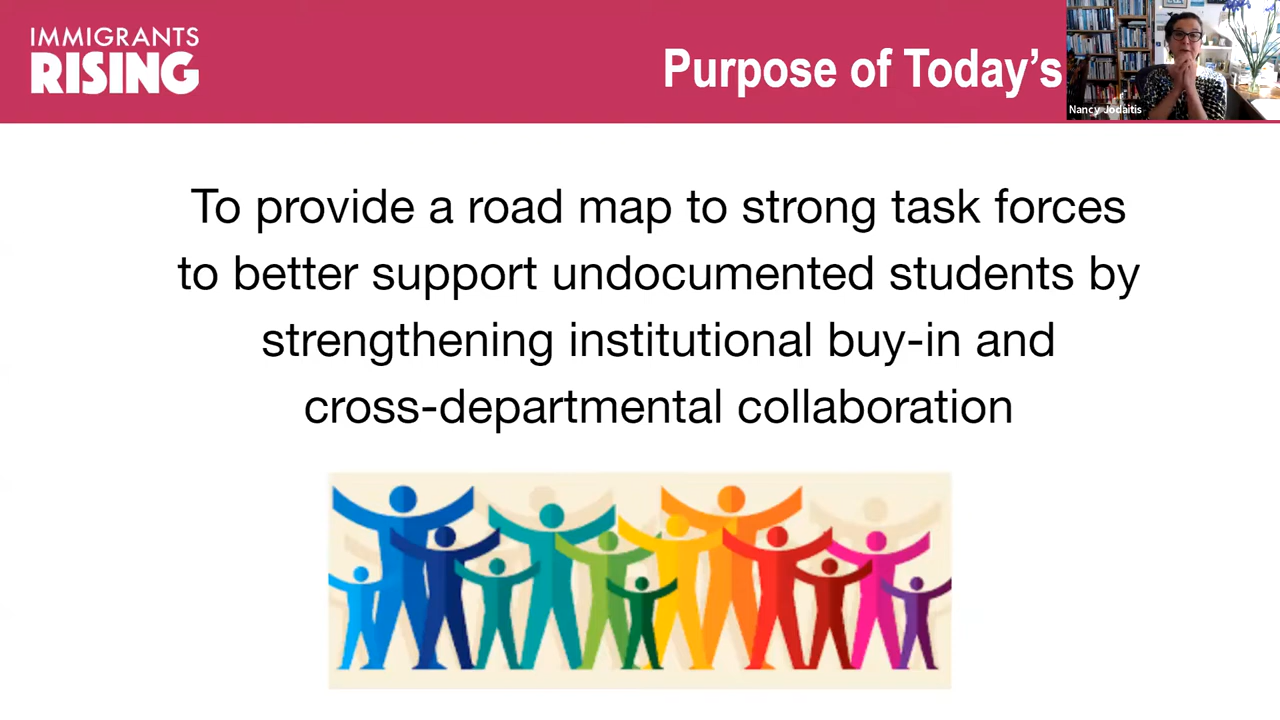 IMMIGRANTS
RISING
Purpose of Today's
Nancy Jodaitis
To provide a road map to strong task forces
to better support undocumented students by
strengthening institutional buy-in and
cross-departmental collaboration